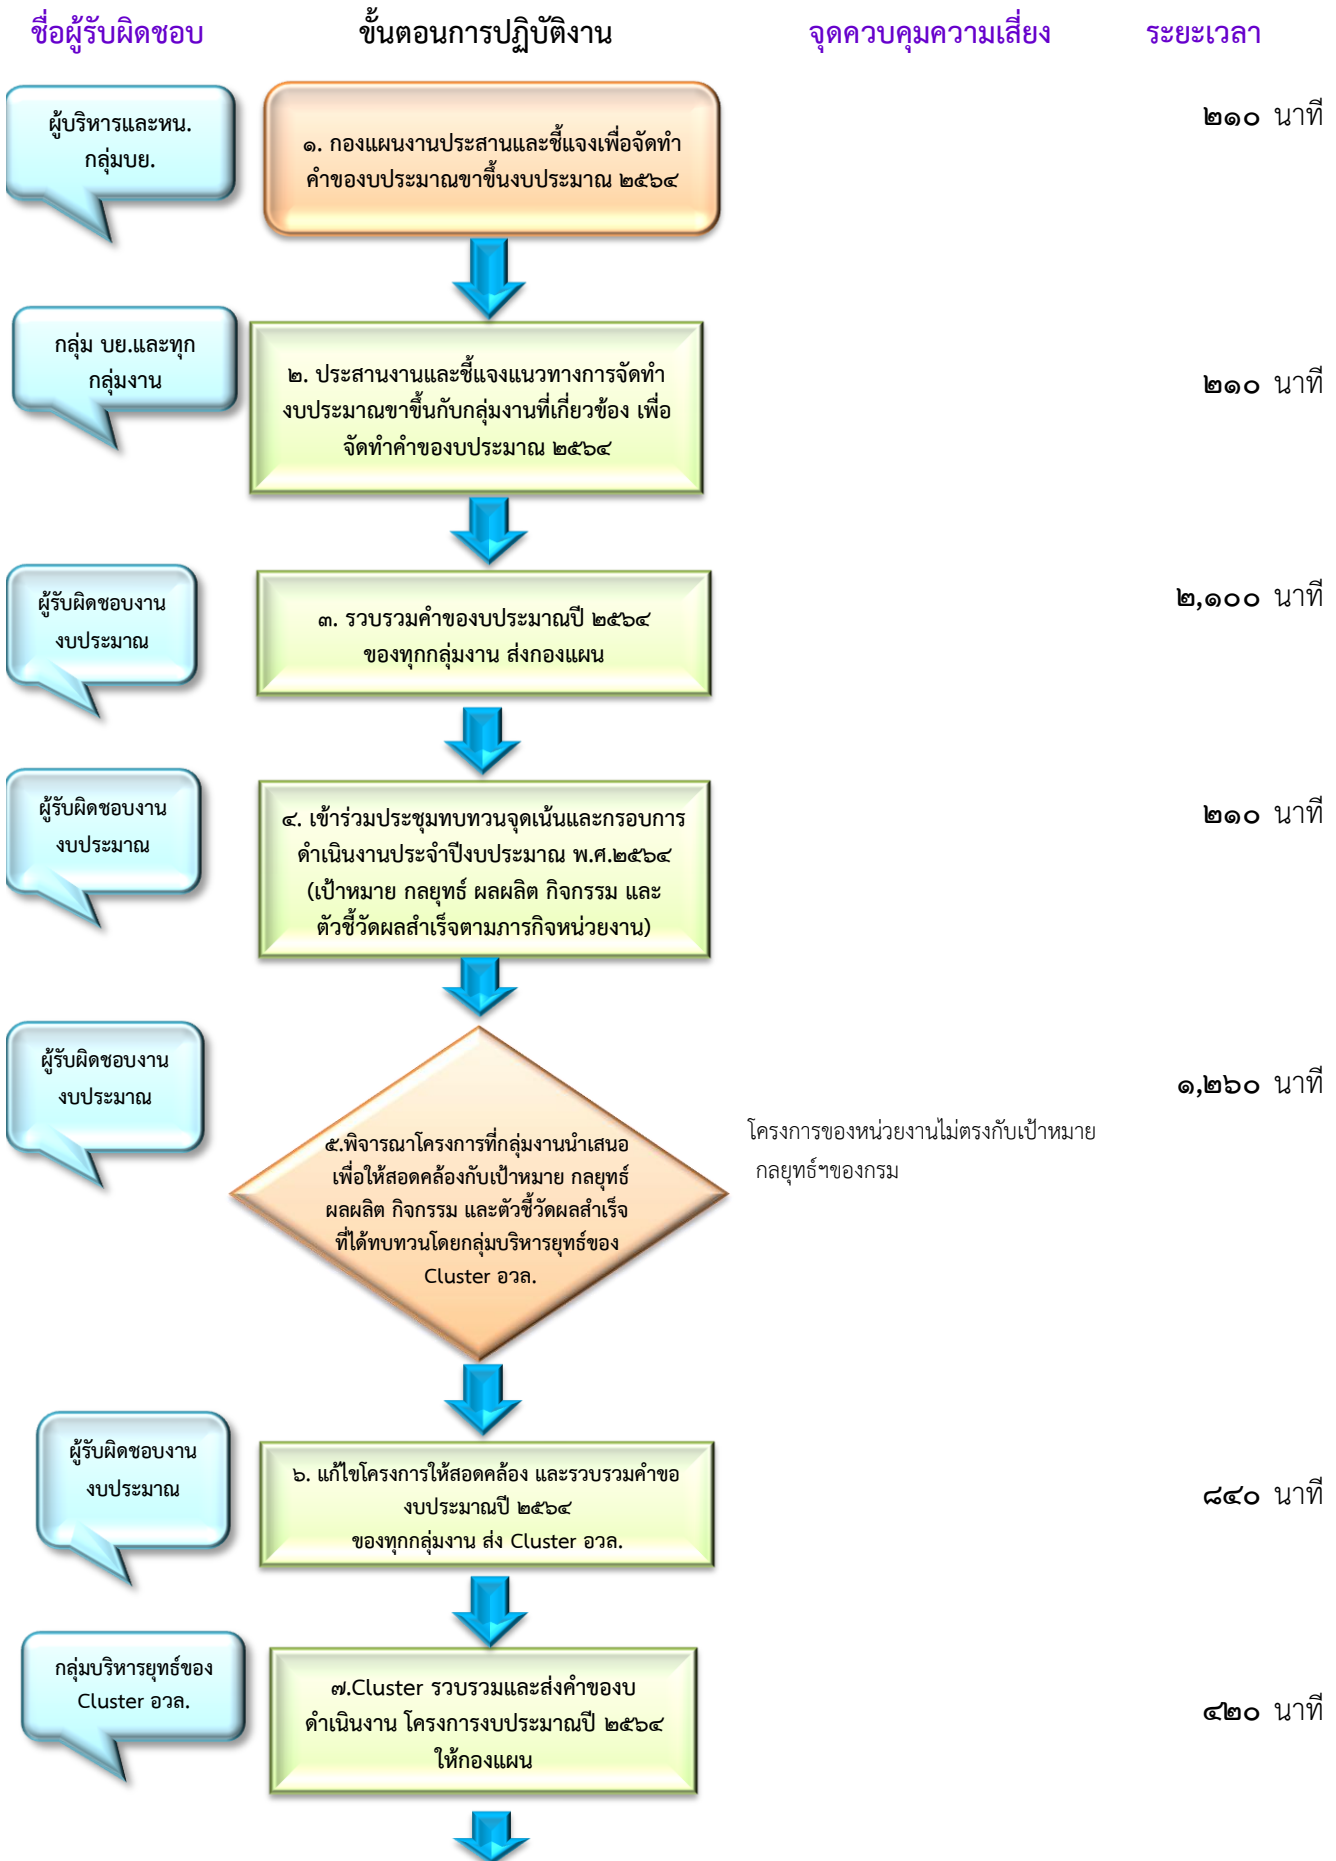 ชื่อผู้รับผิดชอบ
ขั้นตอนการปฏิบัติงาน
จุดควบคุมความเสี่ยง
ระยะเวลา
ผู้บริหารและหน.
กลุ่มบย.
๑. กองแผนงานประสานและชี้แจงเพื่อจัดทำ
คำของบประมาณขาขึ้นงบประมาณ ๒๕๖๔
๒๑๐ นาที
กลุ่ม บย.และทุก
กลุ่มงาน
๒. ประสานงานและชี้แจงแนวทางการจัดทำ
งบประมาณขาขึ้นกับกลุ่มงานที่เกี่ยวข้อง เพื่อ
จัดทำคำของบประมาณ ๒๕๖๔
๒๑๐ นาที
ผู้รับผิดชอบงาน
งบประมาณ
๓. รวบรวมคำของบประมาณปี ๒๕๖๔
ของทุกกลุ่มงาน ส่งกองแผน
๒,๑๐๐ นาที
ผู้รับผิดชอบงาน
งบประมาณ
๔. เข้าร่วมประชุมทบทวนจุดเน้นและกรอบการ
ดำเนินงานประจำปีงบประมาณ พ.ศ.๒๕๖๔
(เป้าหมาย กลยุทธ์ ผลผลิต กิจกรรม และ
ตัวชี้วัดผลสำเร็จตามภารกิจหน่วยงาน)
๒๑๐ นาที
ผู้รับผิดชอบงาน
งบประมาณ
๕.พิจารณาโครงการที่กลุ่มงานนำเสนอ
เพื่อให้สอดคล้องกับเป้าหมาย กลยุทธ์
ผลผลิต กิจกรรม และตัวชี้วัดผลสำเร็จ
ที่ได้ทบทวนโดยกลุ่มบริหารยุทธ์ของ
Cluster อวล.
โครงการของหน่วยงานไม่ตรงกับเป้าหมาย
กลยุทธ์ฯของกรม
๑,๒๖๐ นาที
ผู้รับผิดชอบงาน
งบประมาณ
๖. แก้ไขโครงการให้สอดคล้อง และรวบรวมคำขอ
งบประมาณปี ๒๕๖๔
ของทุกกลุ่มงาน ส่ง Cluster อวล.
๘๔๐ นาที
กลุ่มบริหารยุทธ์ของ
Cluster อวล.
๗.Cluster รวบรวมและส่งคำของบ
ดำเนินงาน โครงการงบประมาณปี ๒๕๖๔
ให้กองแผน
๔๒๐ นาที